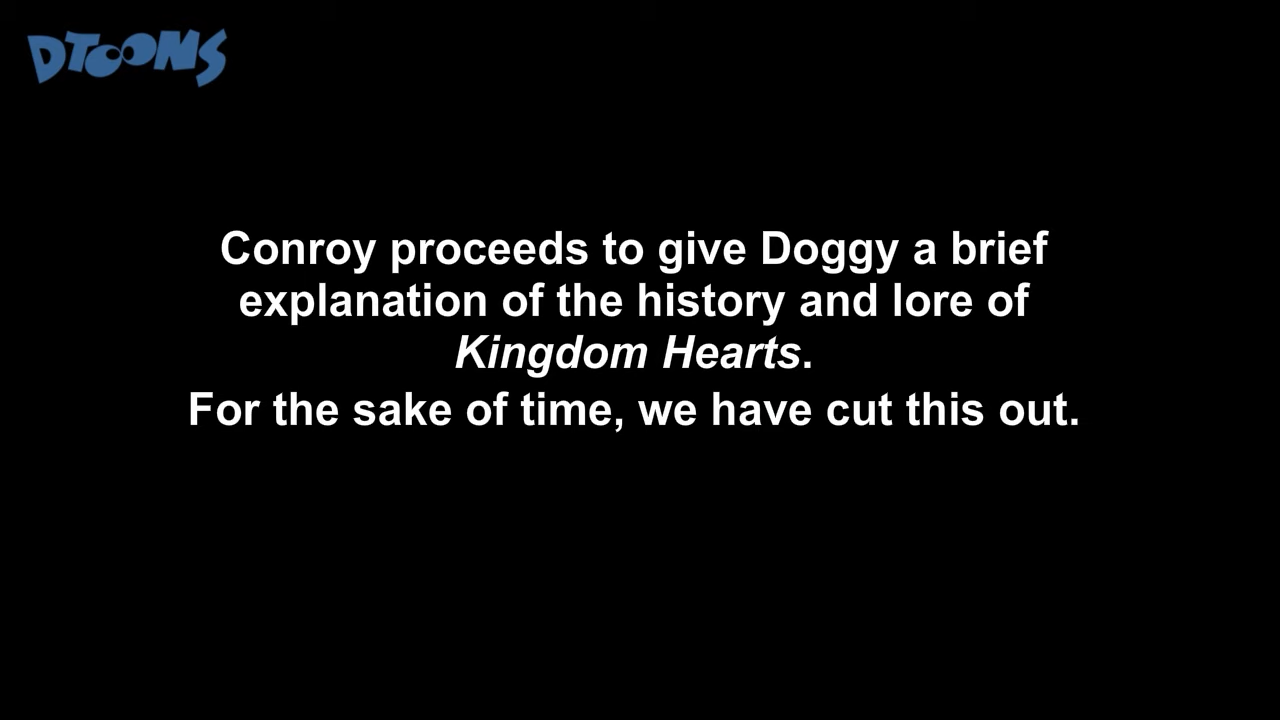 DTOONS
Conroy proceeds to give Doggy a brief
explanation of the history and lore of
Kingdom Hearts.
For the sake of time, we have cut this out.